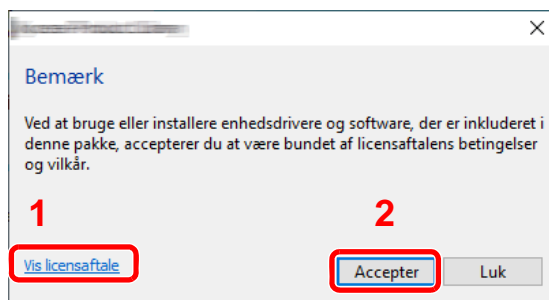 Bemærk
Ved at bruge eller installere enhedsdrivere og software, der er inkluderet i
denne pakke, accepterer du at være bundet af licensaftalens betingelser
og vilkår.
1
2
Vis licensaftale
Accepter
Luk